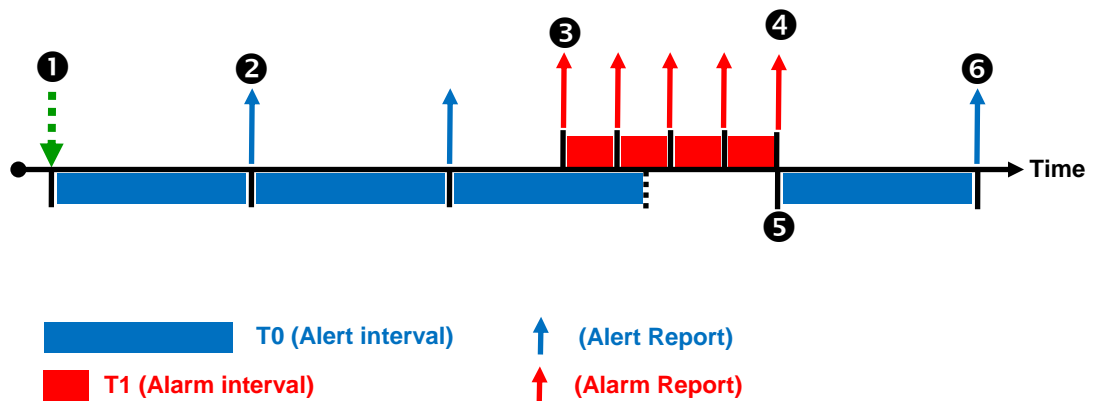 ❸ ❹
❶ ❷ ❻
Time
❺
T0 (Alert interval) (Alert Report)
T1 (Alarm interval) (Alarm Report)